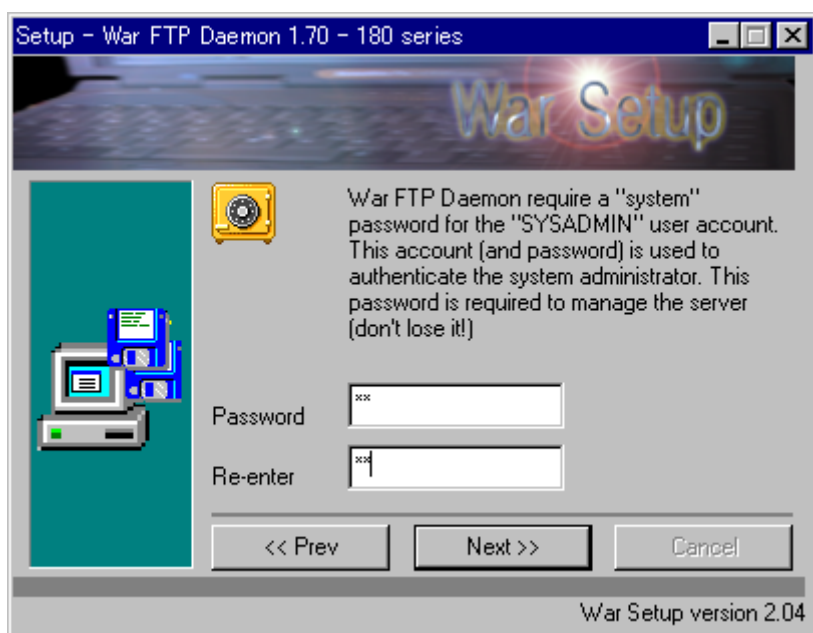 Setup - War FTP Daemon 1.70 - 180 series
War Setup
War FTP Daemon require a "system"
password for the "SYSADMIN" user account.
This account (and password) is used to
authenticate the system administrator. This
password is required to manage the server
(don't lose it!)
Password
**
Re-enter
**
<< Prev
Next >>
Cancel
War Setup version 2.04